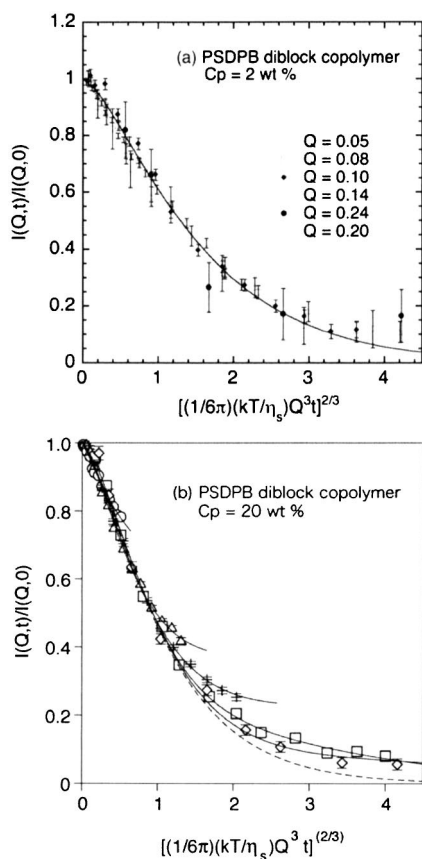 (a) PSDPB diblock copolymer
Cp = 2 wt %
I(Q,t)/I(Q,0)
1.2
1
0.8
0.6
0.4
0.2
0
Q = 0.05
Q = 0.08
Q = 0.10
Q = 0.14
Q = 0.24
Q = 0.20
0 1 2 3 4
[(1/6π)(kT/ηs)Q³t]^2/3
(b) PSDPB diblock copolymer
Cp = 20 wt %
I(Q,t)/I(Q,0)
1.0
0.8
0.6
0.4
0.2
0
0 1 2 3 4
[(1/6π)(kT/ηs)Q³ t]^(2/3)